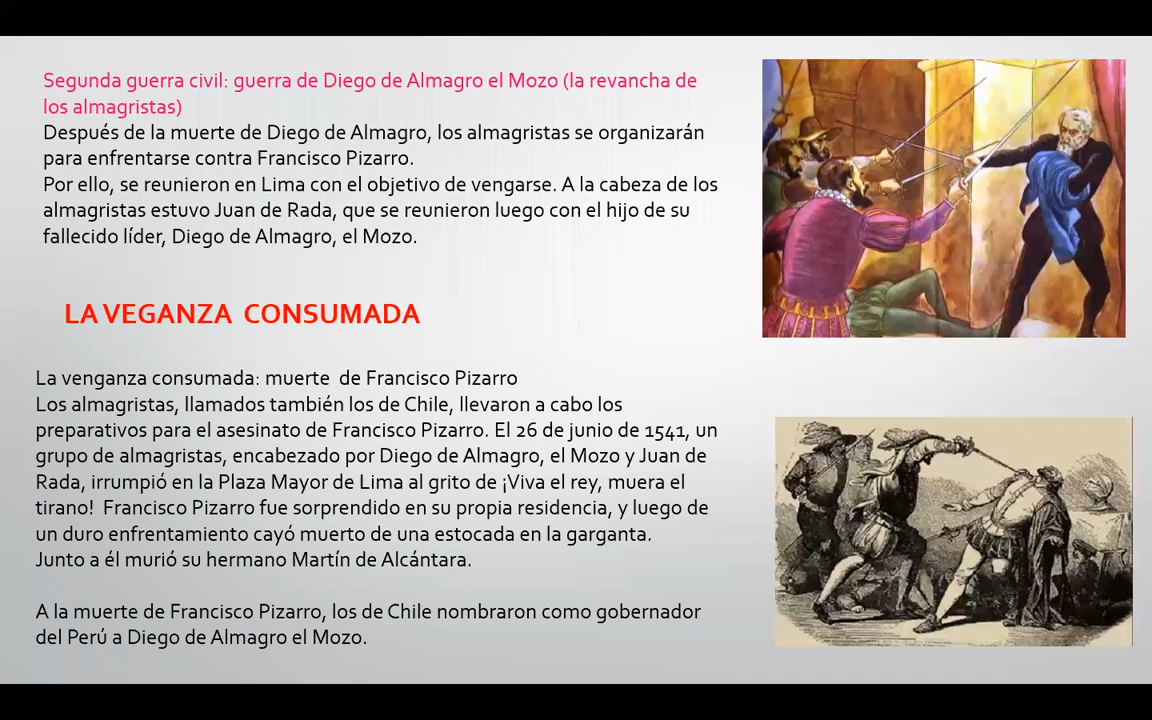 Segunda guerra civil: guerra de Diego de Almagro el Mozo (la revancha de
los almagristas)
Después de la muerte de Diego de Almagro, los almagristas se organizarán
para enfrentarse contra Francisco Pizarro.
Por ello, se reunieron en Lima con el objetivo de vengarse. A la cabeza de los
almagristas estuvo Juan de Rada, que se reunieron luego con el hijo de su
fallecido líder, Diego de Almagro, el Mozo.
LA VEGANZA CONSUMADA
La venganza consumada: muerte de Francisco Pizarro
Los almagristas, llamados también los de Chile, llevaron a cabo los
preparativos para el asesinato de Francisco Pizarro. El 26 de junio de 1541, un
grupo de almagristas, encabezado por Diego de Almagro, el Mozo y Juan de
Rada, irrumpió en la Plaza Mayor de Lima al grito de ¡Viva el rey, muera el
tirano! Francisco Pizarro fue sorprendido en su propia residencia, y luego de
un duro enfrentamiento cayó muerto de una estocada en la garganta.
Junto a él murió su hermano Martín de Alcántara.
A la muerte de Francisco Pizarro, los de Chile nombraron como gobernador
del Perú a Diego de Almagro el Mozo.